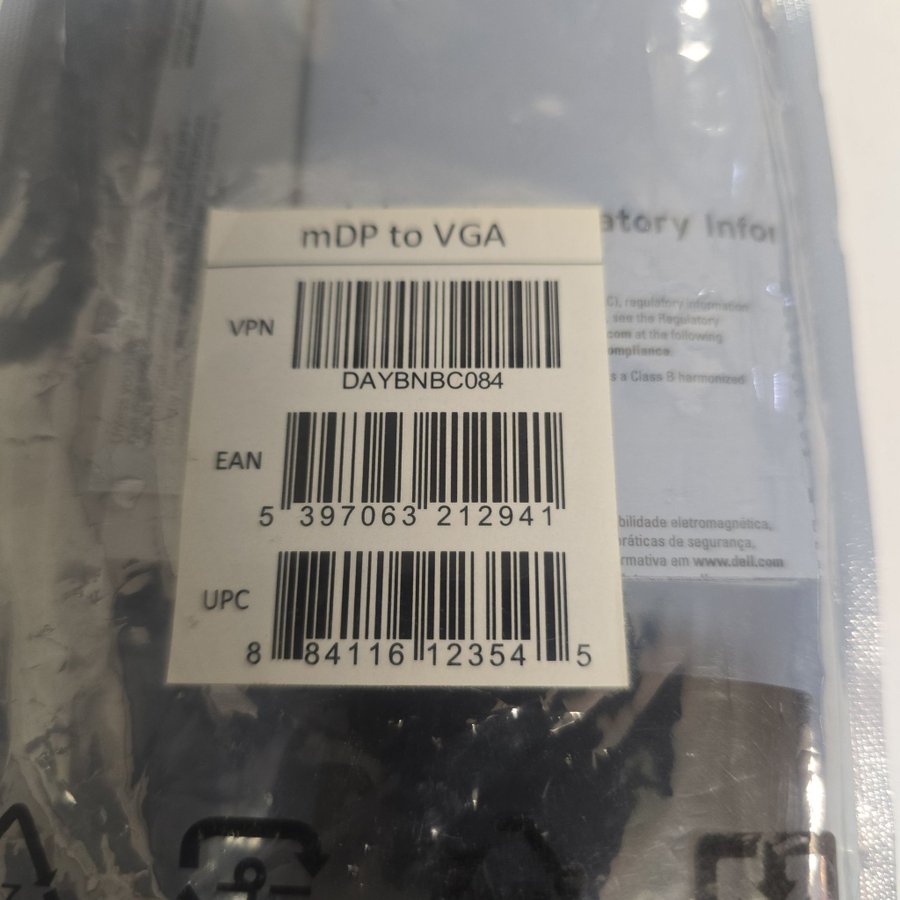 mDP to VGA
VPN
DAYBNBC084
EAN
5 397063 212941
UPC
8 84116 12354 5
atory Infor
C), regulatory information
, see the Regulatory
com at the following
ompliance.
s a Class B harmonized
bilidade eletromagnética,
práticas de segurança.
rmativa em www.dell.com